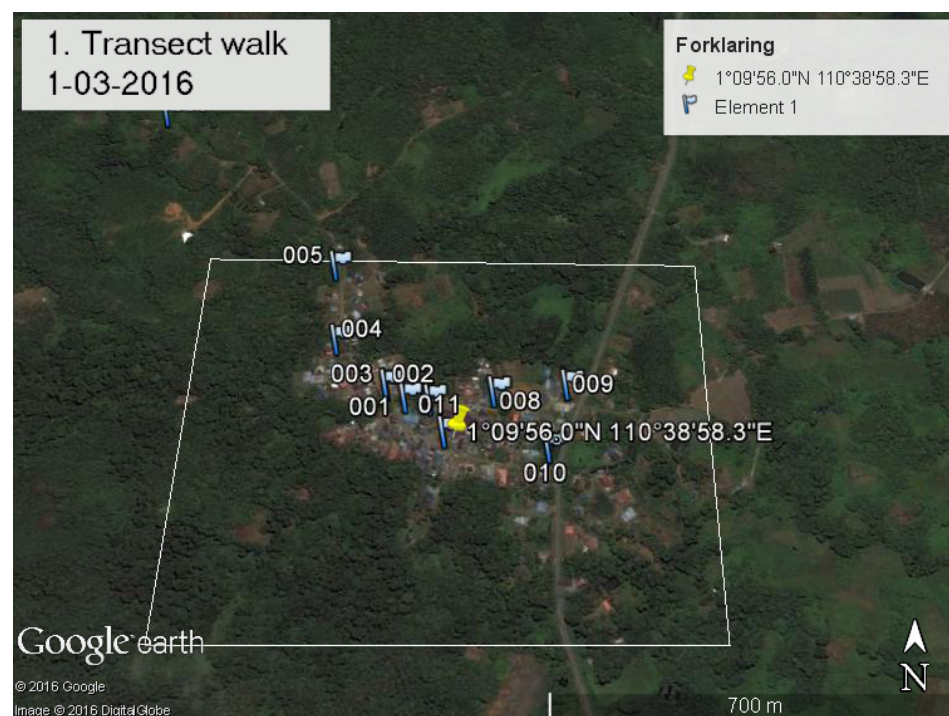 1. Transect walk
1-03-2016
Forklaring
1°09'56.0"N 110°38'58.3"E
Element 1
005
004
003
002
001
011
008
009
1°09'56.0"N 110°38'58.3"E
010
Google earth
© 2016 Google
Image © 2016 DigitalGlobe
700 m
N